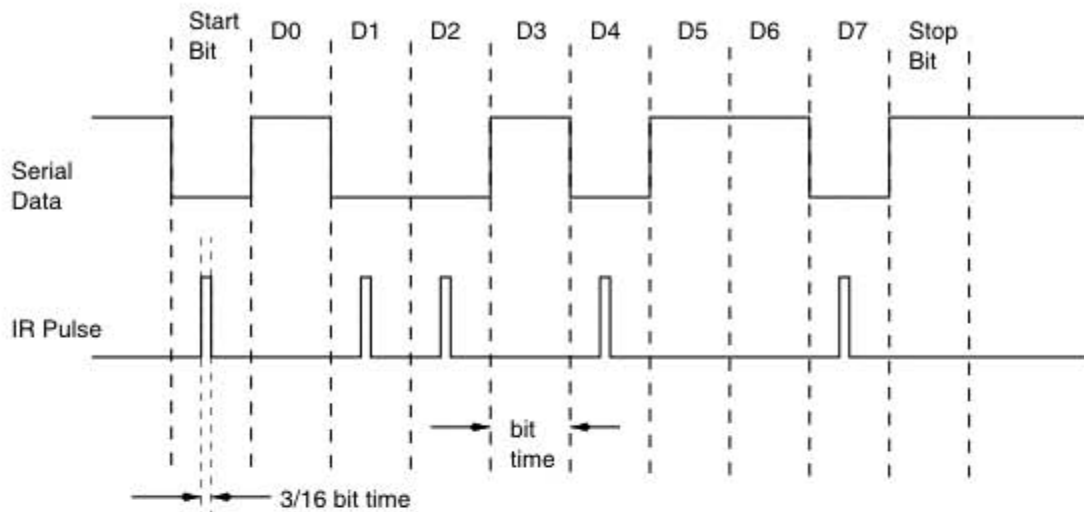 Start
Bit
D0
D1
D2
D3
D4
D5
D6
D7
Stop
Bit
Serial
Data
IR Pulse
bit
time
3/16 bit time